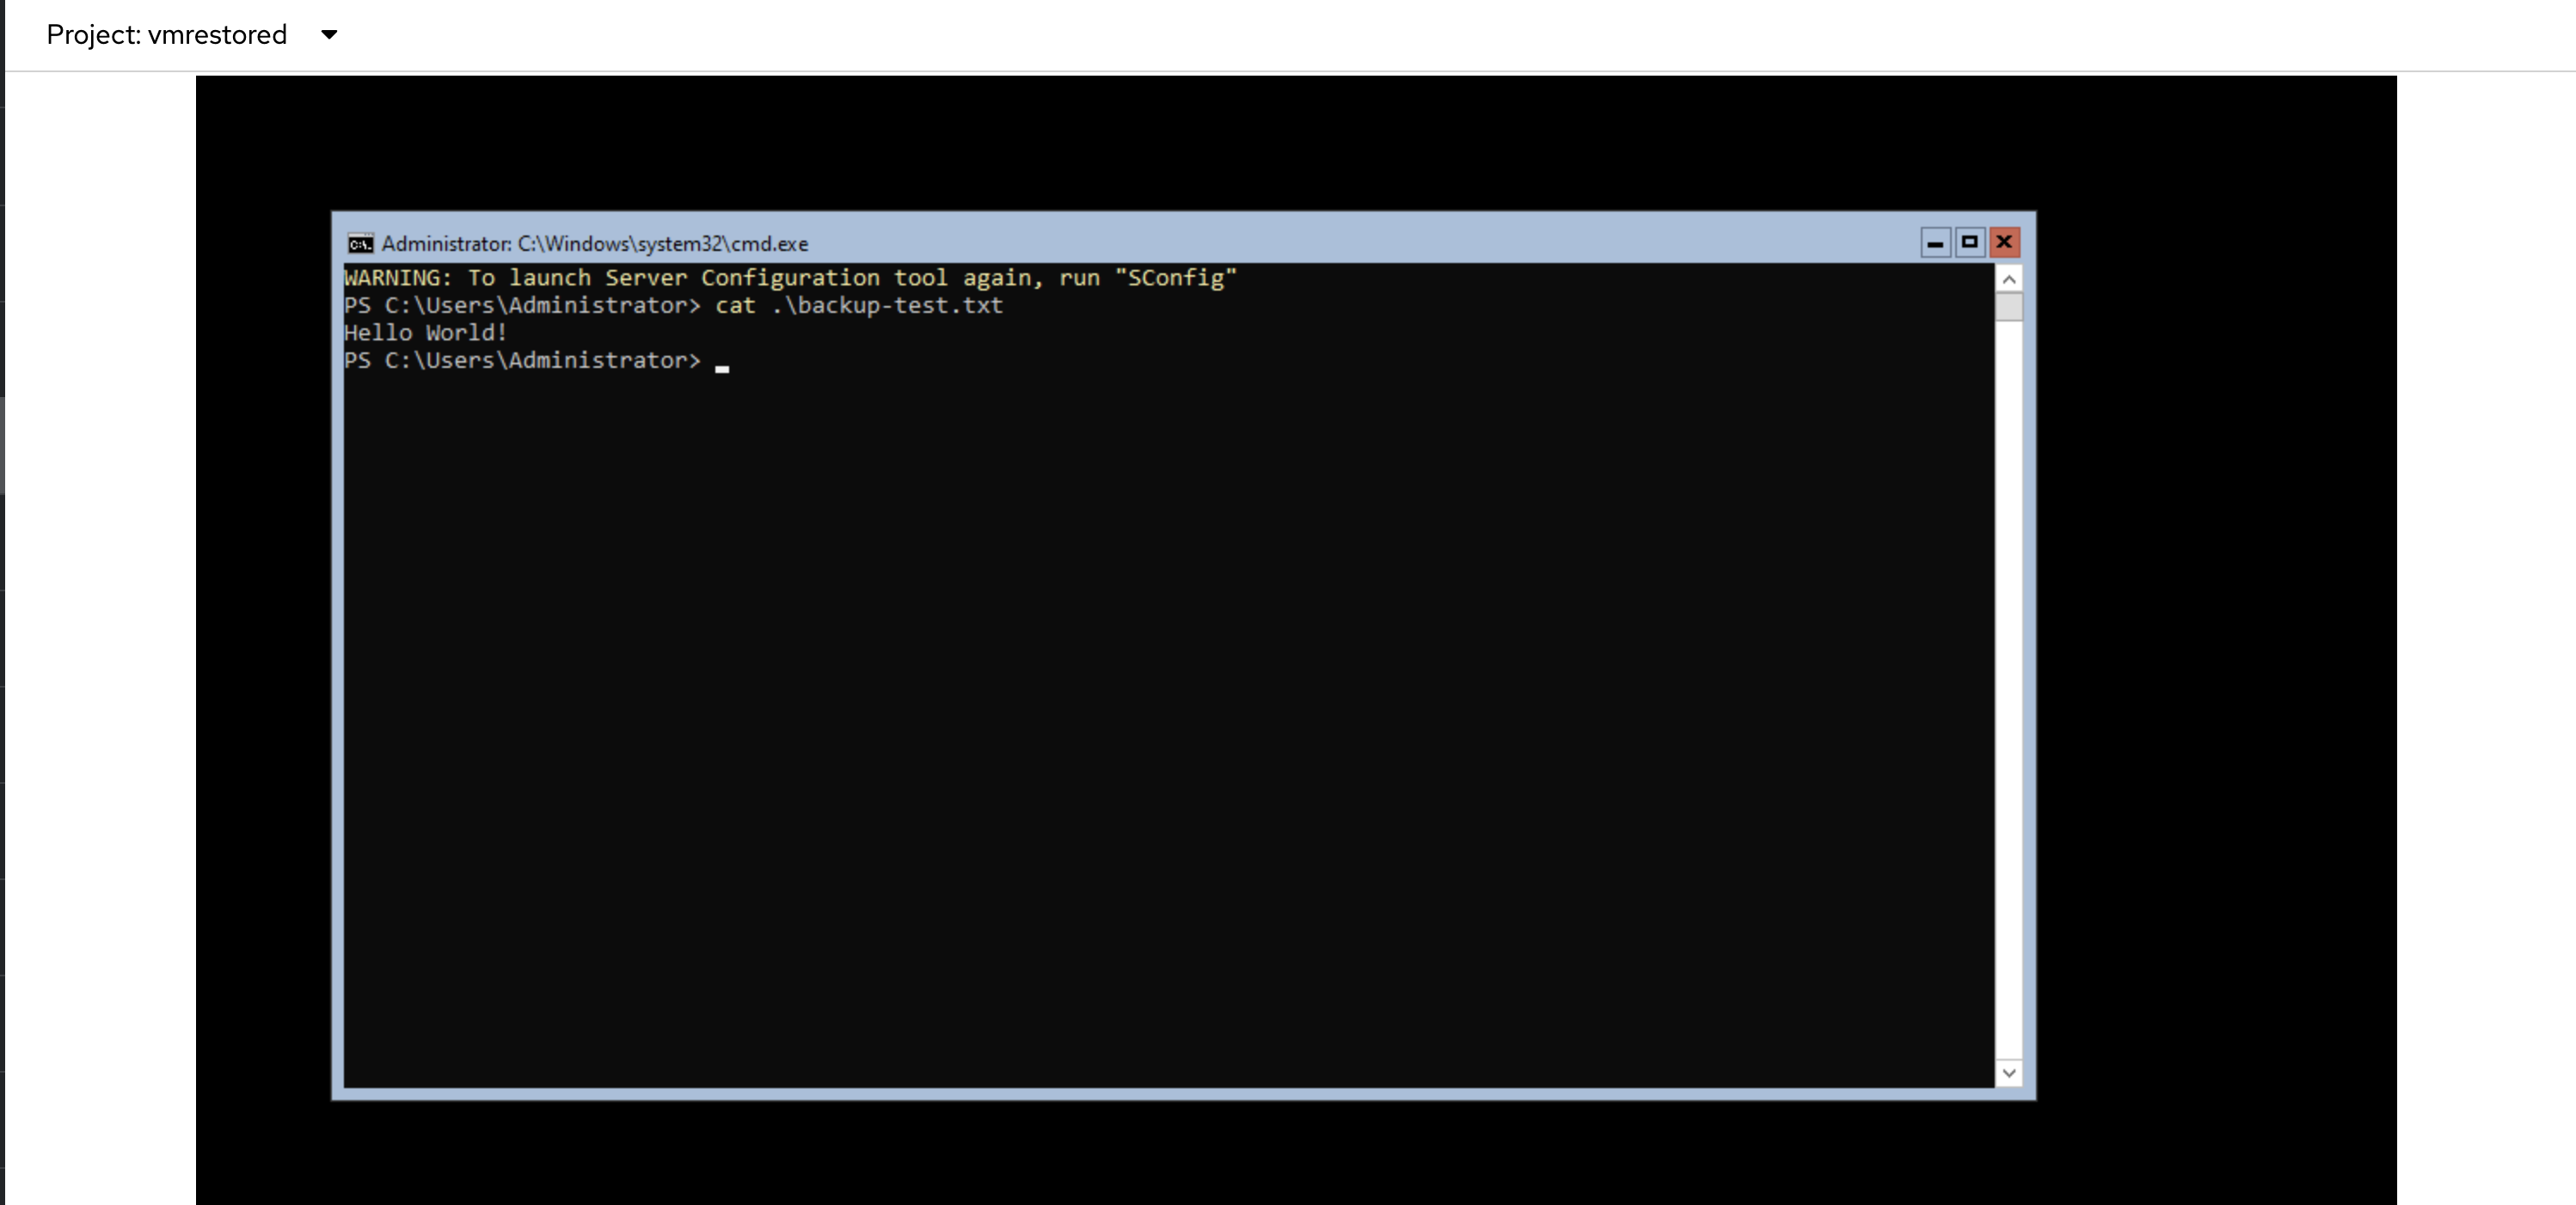 Project: vmrestored
Administrator: C:\Windows\system32\cmd.exe
WARNING: To launch Server Configuration tool again, run "SConfig"
PS C:\Users\Administrator> cat .\backup-test.txt
Hello World!
PS C:\Users\Administrator>